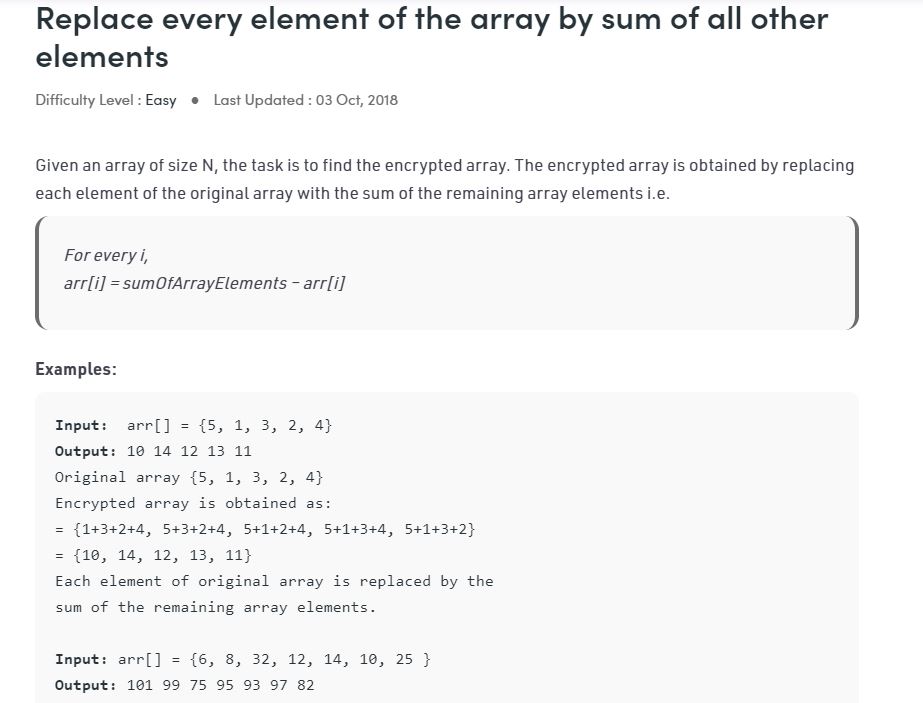 Replace every element of the array by sum of all other
elements
Difficulty Level : Easy ● Last Updated : 03 Oct, 2018
Given an array of size N, the task is to find the encrypted array. The encrypted array is obtained by replacing
each element of the original array with the sum of the remaining array elements i.e.
For every i,
arr[i] = sumOfArrayElements – arr[i]
Examples:
Input:  arr[] = {5, 1, 3, 2, 4}
Output: 10 14 12 13 11
Original array {5, 1, 3, 2, 4}
Encrypted array is obtained as:
= {1+3+2+4, 5+3+2+4, 5+1+2+4, 5+1+3+4, 5+1+3+2}
= {10, 14, 12, 13, 11}
Each element of original array is replaced by the
sum of the remaining array elements.
Input: arr[] = {6, 8, 32, 12, 14, 10, 25 }
Output: 101 99 75 95 93 97 82